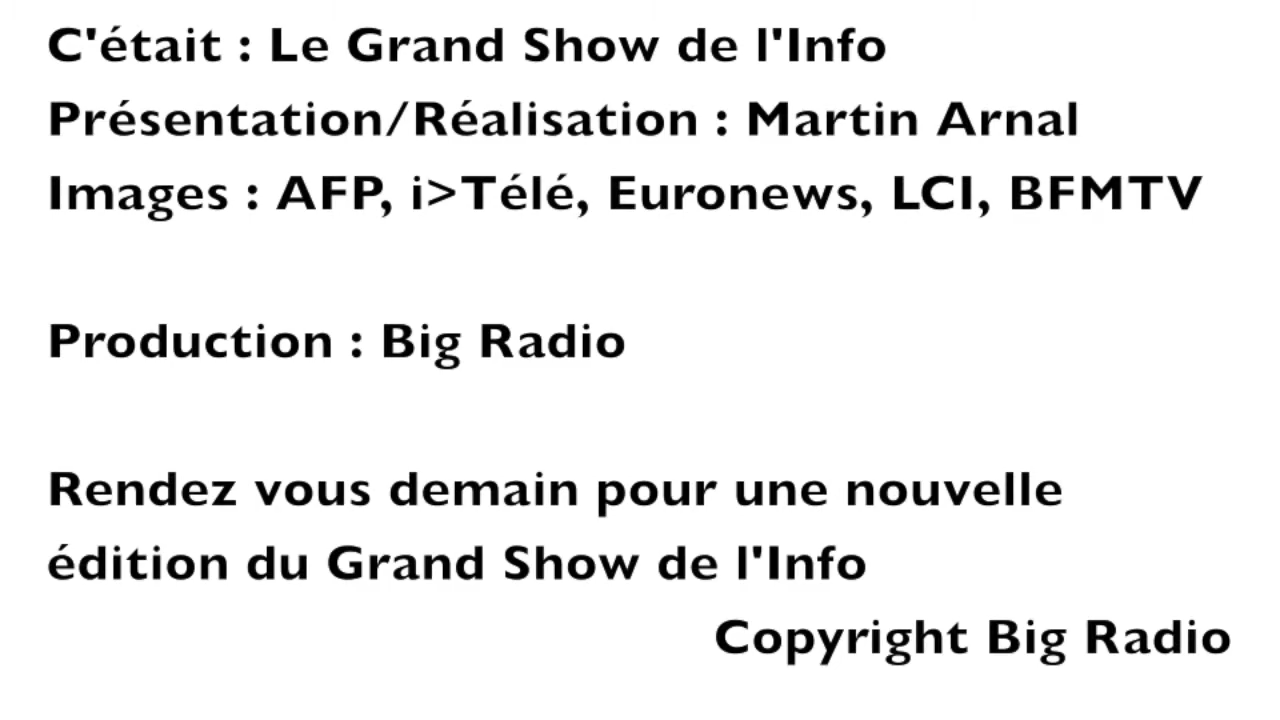 C'était : Le Grand Show de l'Info
Présentation/Réalisation : Martin Arnal
Images : AFP, i>Télé, Euronews, LCI, BFMTV
Production : Big Radio
Rendez vous demain pour une nouvelle
édition du Grand Show de l'Info
Copyright Big Radio